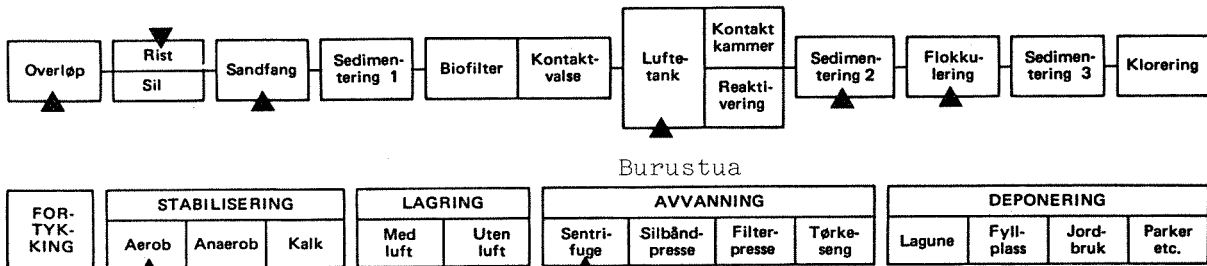 Overløp
Rist
Sil
Sandfang
Sedimen-
tering 1
Biofilter
Kontakt-
valse
Lufte-
tank
Kontakt
kammer
Reakti-
vering
Sedimen-
tering 2
Flokku-
lering
Sedimen-
tering 3
Klorering
Burustua
FOR-
TYK-
KING
STABILISERING
Aerob
Anaerob
Kalk
LAGRING
Med
luft
Uten
luft
AVVANNING
Sentri-
fuge
Silbånd-
presse
Filter-
presse
Tørke-
seng
DEPONERING
Lagune
Fyll-
plass
Jord-
bruk
Parker
etc.